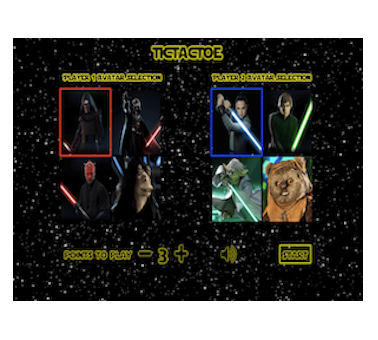 TICTACTOE
PLAYER 1 AVATAR SELECTION
PLAYER 2 AVATAR SELECTION
POINTS TO PLAY − 3 +
START